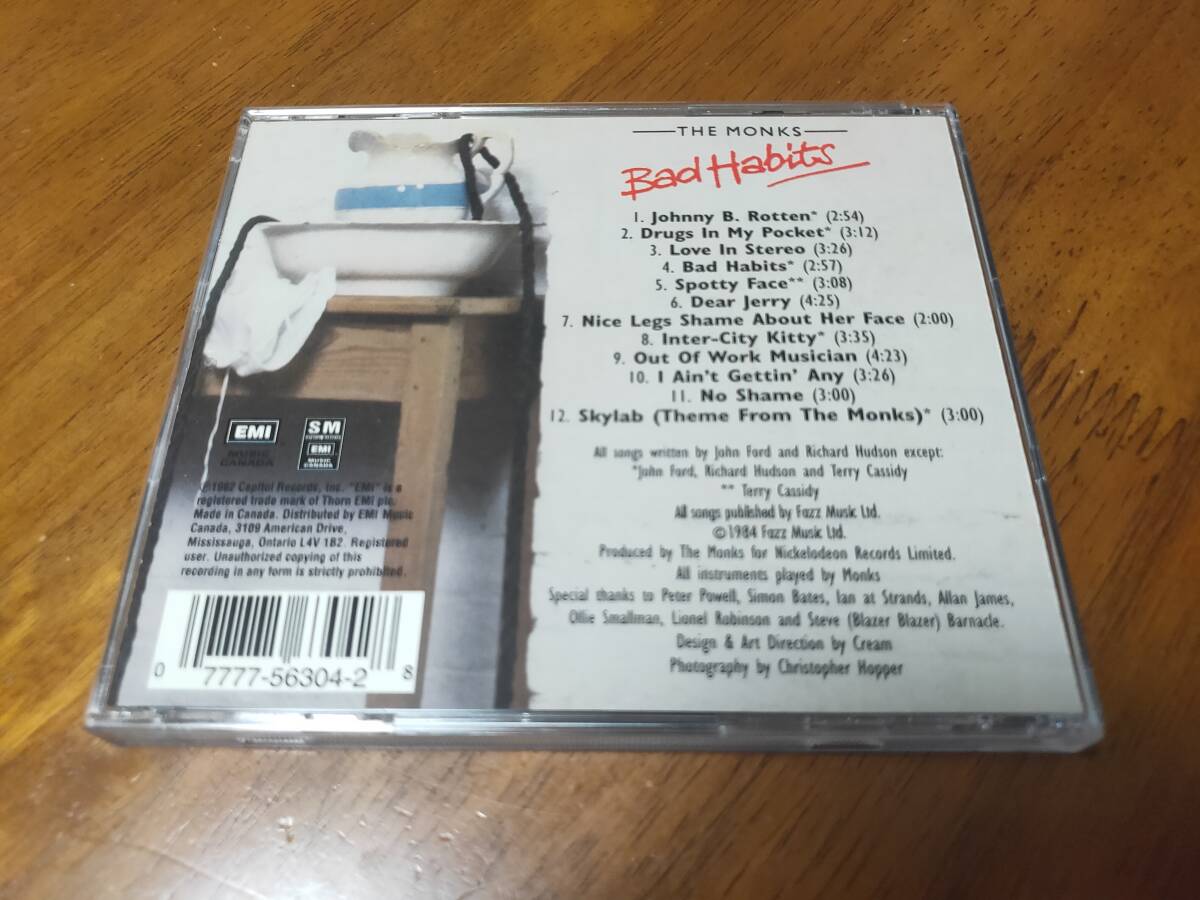 THE MONKS
Bad Habits
1. Johnny B. Rotten* (2:54)
2. Drugs In My Pocket* (3:12)
3. Love In Stereo (3:26)
4. Bad Habits* (2:57)
5. Spotty Face** (3:08)
6. Dear Jerry (4:25)
7. Nice Legs Shame About Her Face (2:00)
8. Inter-City Kitty* (3:35)
9. Out Of Work Musician (4:23)
10. I Ain't Gettin' Any (3:26)
11. No Shame (3:00)
12. Skylab (Theme From The Monks)* (3:00)
All songs written by John Ford and Richard Hudson except:
*John Ford, Richard Hudson and Terry Cassidy
** Terry Cassidy
All songs published by Fazz Music Ltd.
©1984 Fazz Music Ltd.
Produced by The Monks for Nickelodeon Records Limited.
All instruments played by Monks
Special thanks to Peter Powell, Simon Bates, Ian at Strands, Allan James,
Ollie Smallman, Lionel Robinson and Steve (Blazer Blazer) Barnacle.
Design & Art Direction by Cream
Photography by Christopher Hopper
EMI
MUSIC
CANADA
SM
EMI
MUSIC
CANADA
℗1982 Capitol Records, Inc. "EMI" is a
registered trade mark of Thorn EMI plc.
Made in Canada. Distributed by EMI Music
Canada, 3109 American Drive,
Mississauga, Ontario L4V 1B2. Registered
user. Unauthorized copying of this
recording in any form is strictly prohibited.
0 7777-56304-2 8